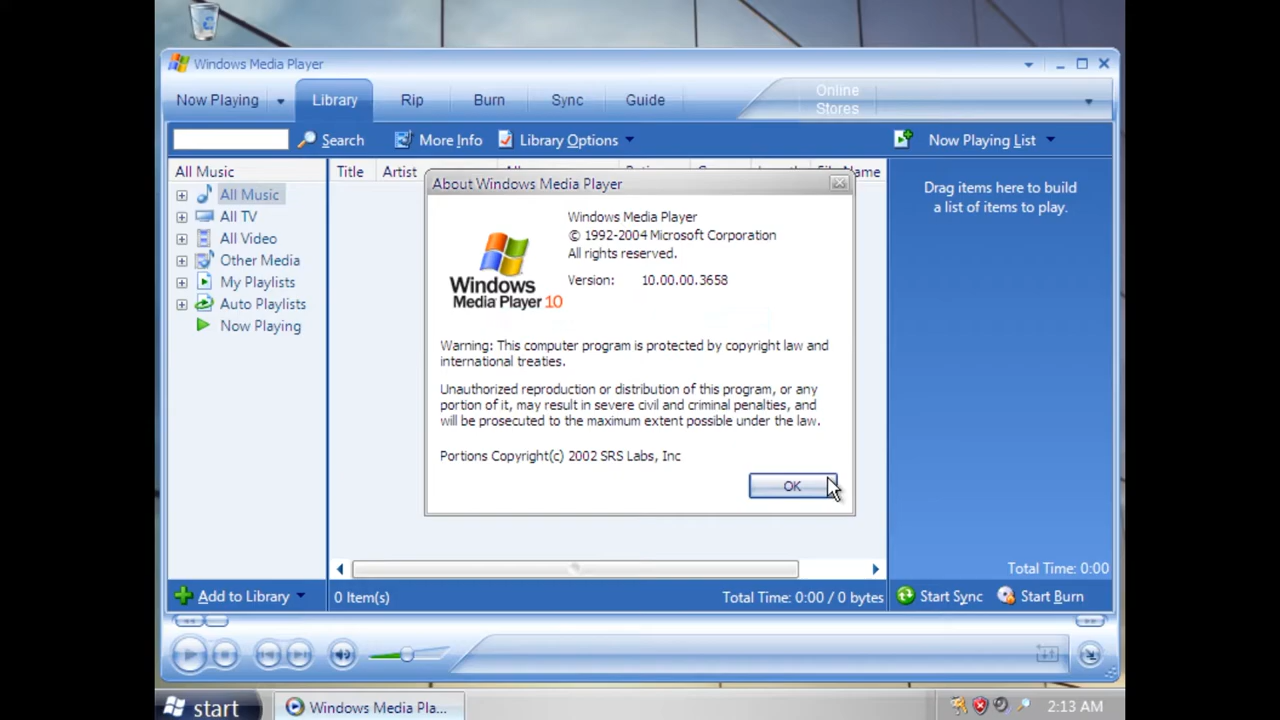 Windows Media Player
Now Playing
Library
Rip
Burn
Sync
Guide
Online
Stores
Search
More Info
Library Options
Now Playing List
All Music
Title
Artist
Name
All Music
All TV
All Video
Other Media
My Playlists
Auto Playlists
Now Playing
Drag items here to build
a list of items to play.
About Windows Media Player
Windows Media Player
© 1992-2004 Microsoft Corporation
All rights reserved.
Version: 10.00.00.3658
Windows
Media Player 10
Warning: This computer program is protected by copyright law and
international treaties.
Unauthorized reproduction or distribution of this program, or any
portion of it, may result in severe civil and criminal penalties, and
will be prosecuted to the maximum extent possible under the law.
Portions Copyright(c) 2002 SRS Labs, Inc
OK
Total Time: 0:00
Add to Library
0 Item(s)
Total Time: 0:00 / 0 bytes
Start Sync
Start Burn
start
Windows Media Pla...
2:13 AM